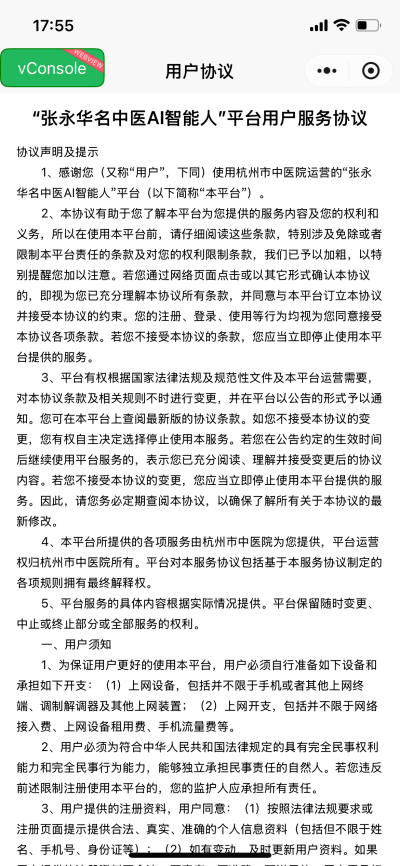 17:55
vConsole
WEBVIEW
用户协议
“张永华名中医AI智能人”平台用户服务协议
协议声明及提示
1、感谢您（又称“用户”，下同）使用杭州市中医院运营的“张永
华名中医AI智能人”平台（以下简称“本平台”）。
2、本协议有助于您了解本平台为您提供的服务内容及您的权利和
义务，所以在使用本平台前，请仔细阅读这些条款，特别涉及免除或者
限制本平台责任的条款及对您的权利限制条款，我们已予以加粗，以特
别提醒您加以注意。若您通过网络页面点击或以其它形式确认本协议
的，即视为您已充分理解本协议所有条款，并同意与本平台订立本协议
并接受本协议的约束。您的注册、登录、使用等行为均视为您同意接受
本协议各项条款。若您不接受本协议的条款，您应当立即停止使用本平
台提供的服务。
3、平台有权根据国家法律法规及规范性文件及本平台运营需要，
对本协议条款及相关规则不时进行变更，并在平台以公告的形式予以通
知。您可在本平台上查阅最新版的协议条款。如您不接受本协议的变
更，您有权自主决定选择停止使用本服务。若您在公告约定的生效时间
后继续使用平台服务的，表示您已充分阅读、理解并接受变更后的协议
内容。若您不接受本协议的变更，您应当立即停止使用本平台提供的服
务。因此，请您务必定期查阅本协议，以确保了解所有关于本协议的最
新修改。
4、本平台所提供的各项服务由杭州市中医院为您提供，平台运营
权归杭州市中医院所有。平台对本服务协议包括基于本服务协议制定的
各项规则拥有最终解释权。
5、平台服务的具体内容根据实际情况提供。平台保留随时变更、
中止或终止部分或全部服务的权利。
一、用户须知
1、为保证用户更好的使用本平台，用户必须自行准备如下设备和
承担如下开支：（1）上网设备，包括并不限于手机或者其他上网终
端、调制解调器及其他上网装置；（2）上网开支，包括并不限于网络
接入费、上网设备租用费、手机流量费等。
2、用户必须为符合中华人民共和国法律规定的具有完全民事权利
能力和完全民事行为能力，能够独立承担民事责任的自然人。若您违反
前述限制注册使用本平台的，您的监护人应承担所有责任。
3、用户提供的注册资料，用户同意：（1）按照法律法规要求或
注册页面提示提供合法、真实、准确的个人信息资料（包括但不限于姓
名、手机号、身份证等）；（2）如有变动，及时更新用户资料。如果